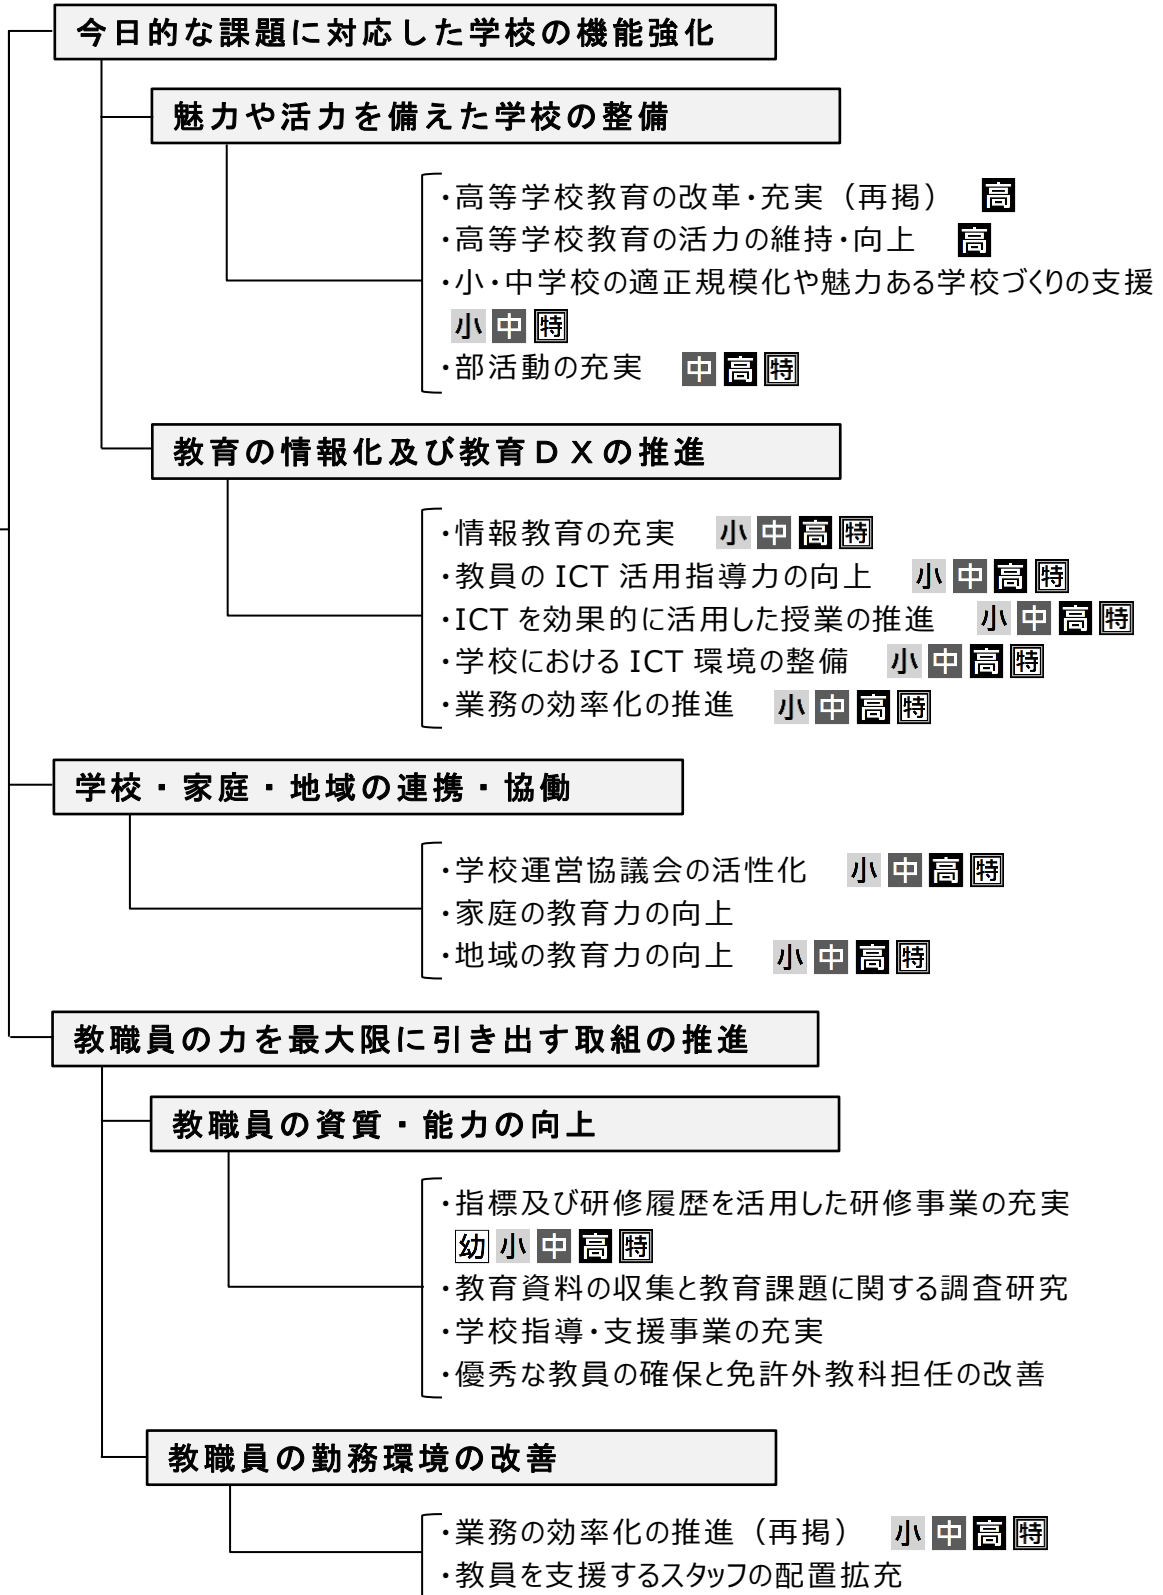 今日的な課題に対応した学校の機能強化
魅力や活力を備えた学校の整備
・高等学校教育の改革・充実（再掲） 高
・高等学校教育の活力の維持・向上 高
・小・中学校の適正規模化や魅力ある学校づくりの支援
小 中 特
・部活動の充実 中 高 特
教育の情報化及び教育ＤＸの推進
・情報教育の充実 小 中 高 特
・教員の ICT 活用指導力の向上 小 中 高 特
・ICT を効果的に活用した授業の推進 小 中 高 特
・学校における ICT 環境の整備 小 中 高 特
・業務の効率化の推進 小 中 高 特
学校・家庭・地域の連携・協働
・学校運営協議会の活性化 小 中 高 特
・家庭の教育力の向上
・地域の教育力の向上 小 中 高 特
教職員の力を最大限に引き出す取組の推進
教職員の資質・能力の向上
・指標及び研修履歴を活用した研修事業の充実
幼 小 中 高 特
・教育資料の収集と教育課題に関する調査研究
・学校指導・支援事業の充実
・優秀な教員の確保と免許外教科担任の改善
教職員の勤務環境の改善
・業務の効率化の推進（再掲） 小 中 高 特
・教員を支援するスタッフの配置拡充